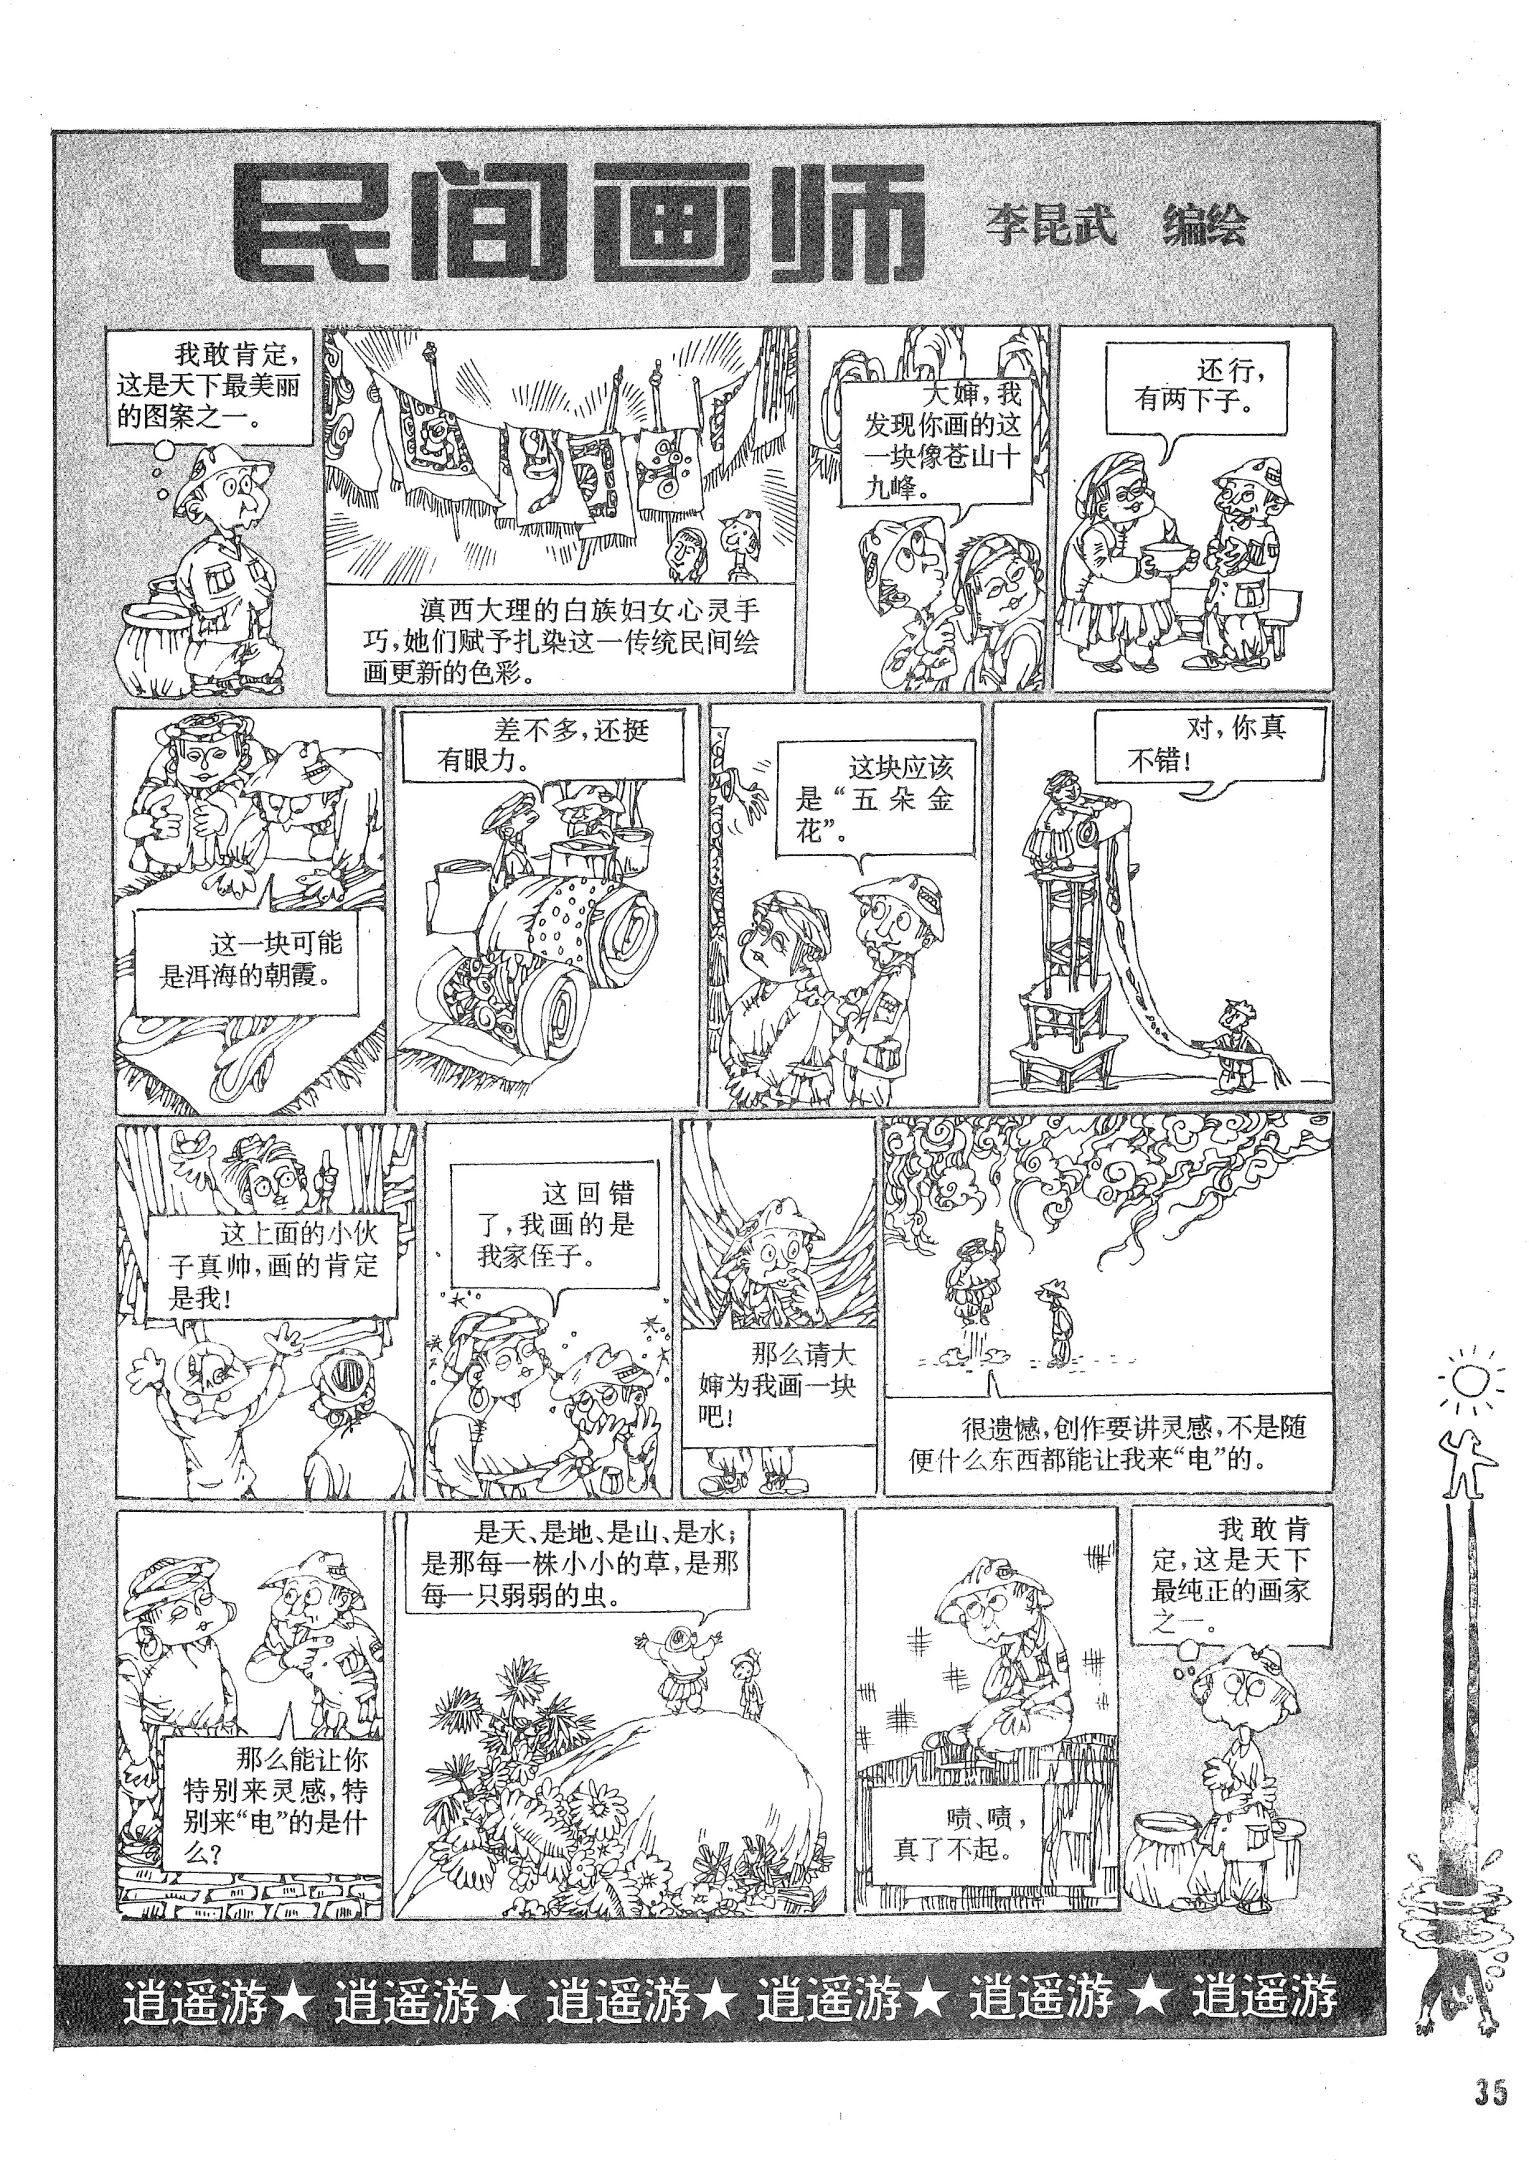 民间画师
李昆武 编绘
我敢肯定，
这是天下最美丽
的图案之一。
滇西大理的白族妇女心灵手
巧，她们赋予扎染这一传统民间绘
画更新的色彩。
大婶，我
发现你画的这
一块像苍山十
九峰。
还行，
有两下子。
这一块可能
是洱海的朝霞。
差不多，还挺
有眼力。
这块应该
是“五朵金
花”。
对，你真
不错！
这上面的小伙
子真帅，画的肯定
是我！
这回错
了，我画的是
我家侄子。
那么请大
婶为我画一块
吧！
很遗憾，创作要讲灵感，不是随
便什么东西都能让我来“电”的。
那么能让你
特别来灵感，特
别来“电”的是什
么？
是天、是地、是山、是水；
是那每一株小小的草，是那
每一只弱弱的虫。
啧、啧，
真了不起。
我敢肯
定，这是天下
最纯正的画家
之一。
逍遥游★ 逍遥游★ 逍遥游★ 逍遥游★ 逍遥游★ 逍遥游
35